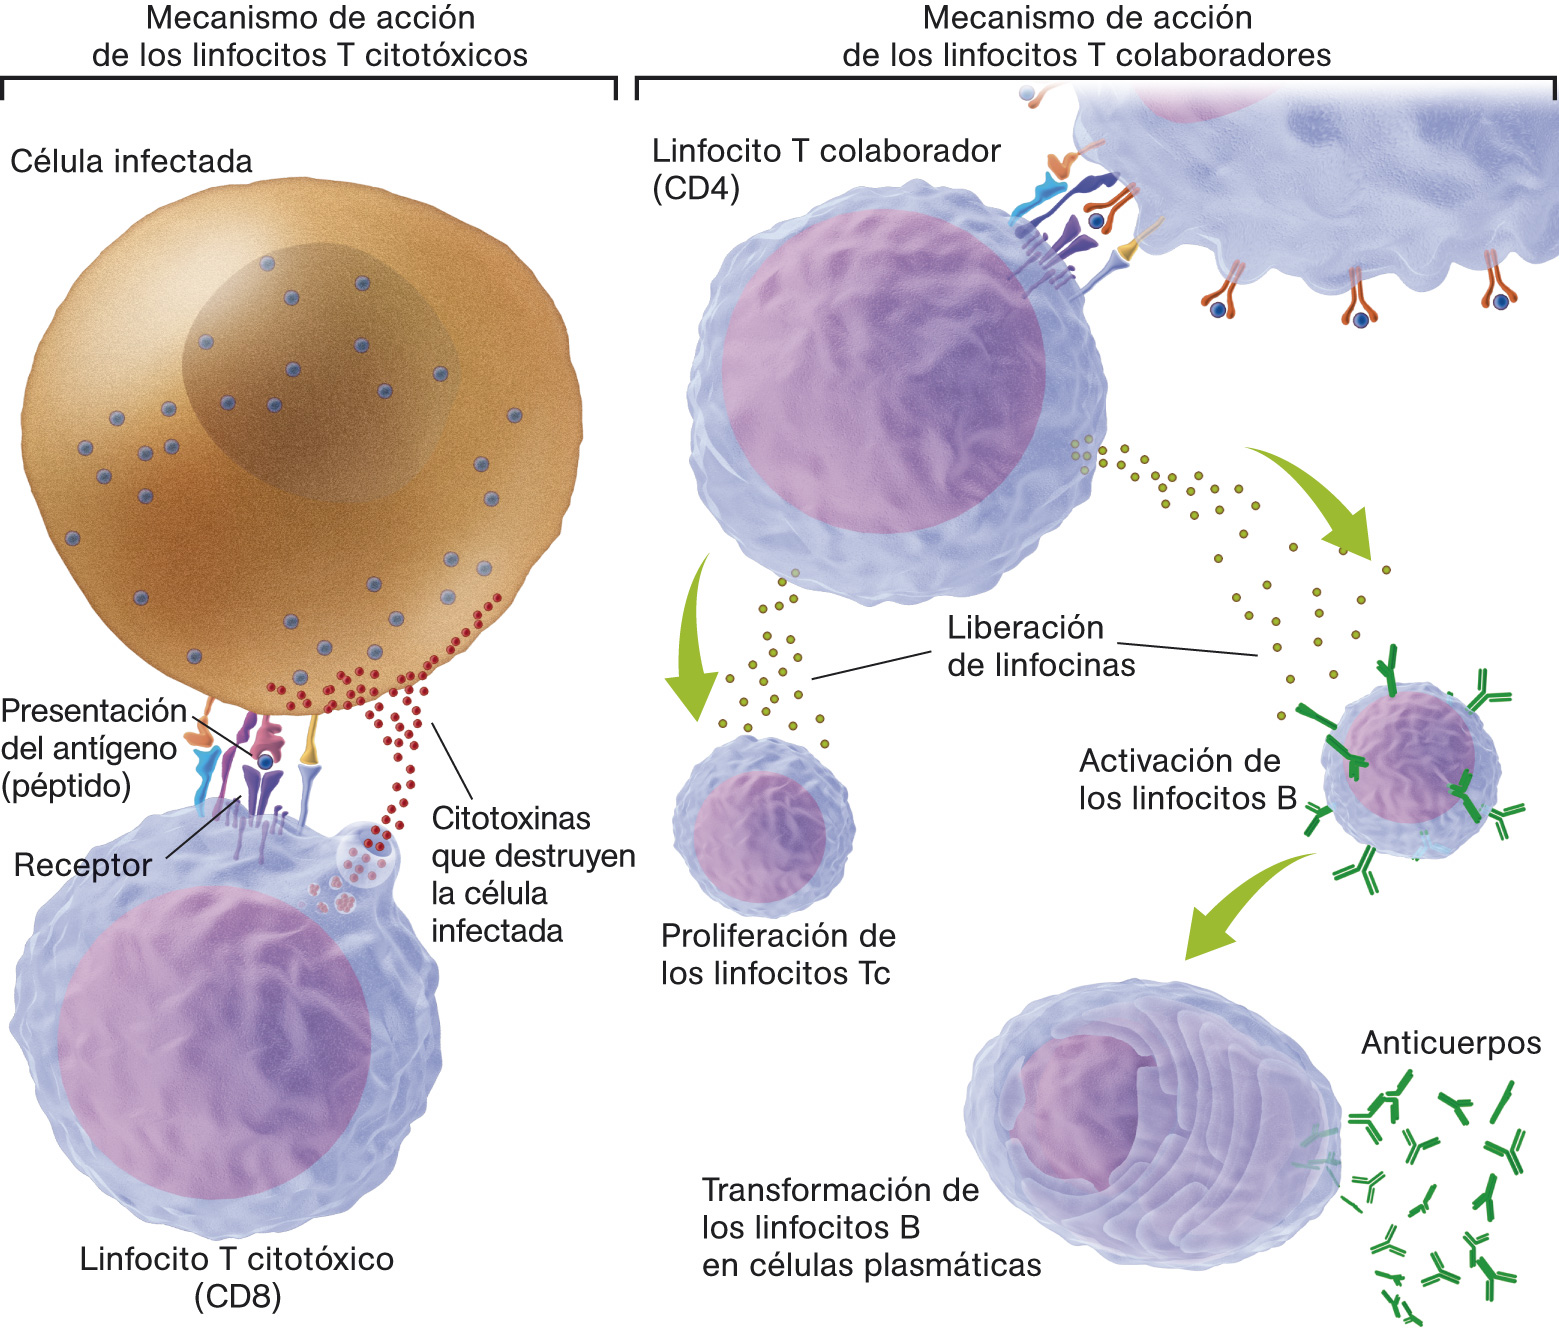 Mecanismo de acción
de los linfocitos T citotóxicos
Célula infectada
Presentación
del antígeno
(péptido)
Receptor
Citotoxinas
que destruyen
la célula
infectada
Linfocito T citotóxico
(CD8)
Mecanismo de acción
de los linfocitos T colaboradores
Linfocito T colaborador
(CD4)
Liberación
de linfocinas
Proliferación de
los linfocitos Tc
Activación de
los linfocitos B
Transformación de
los linfocitos B
en células plasmáticas
Anticuerpos